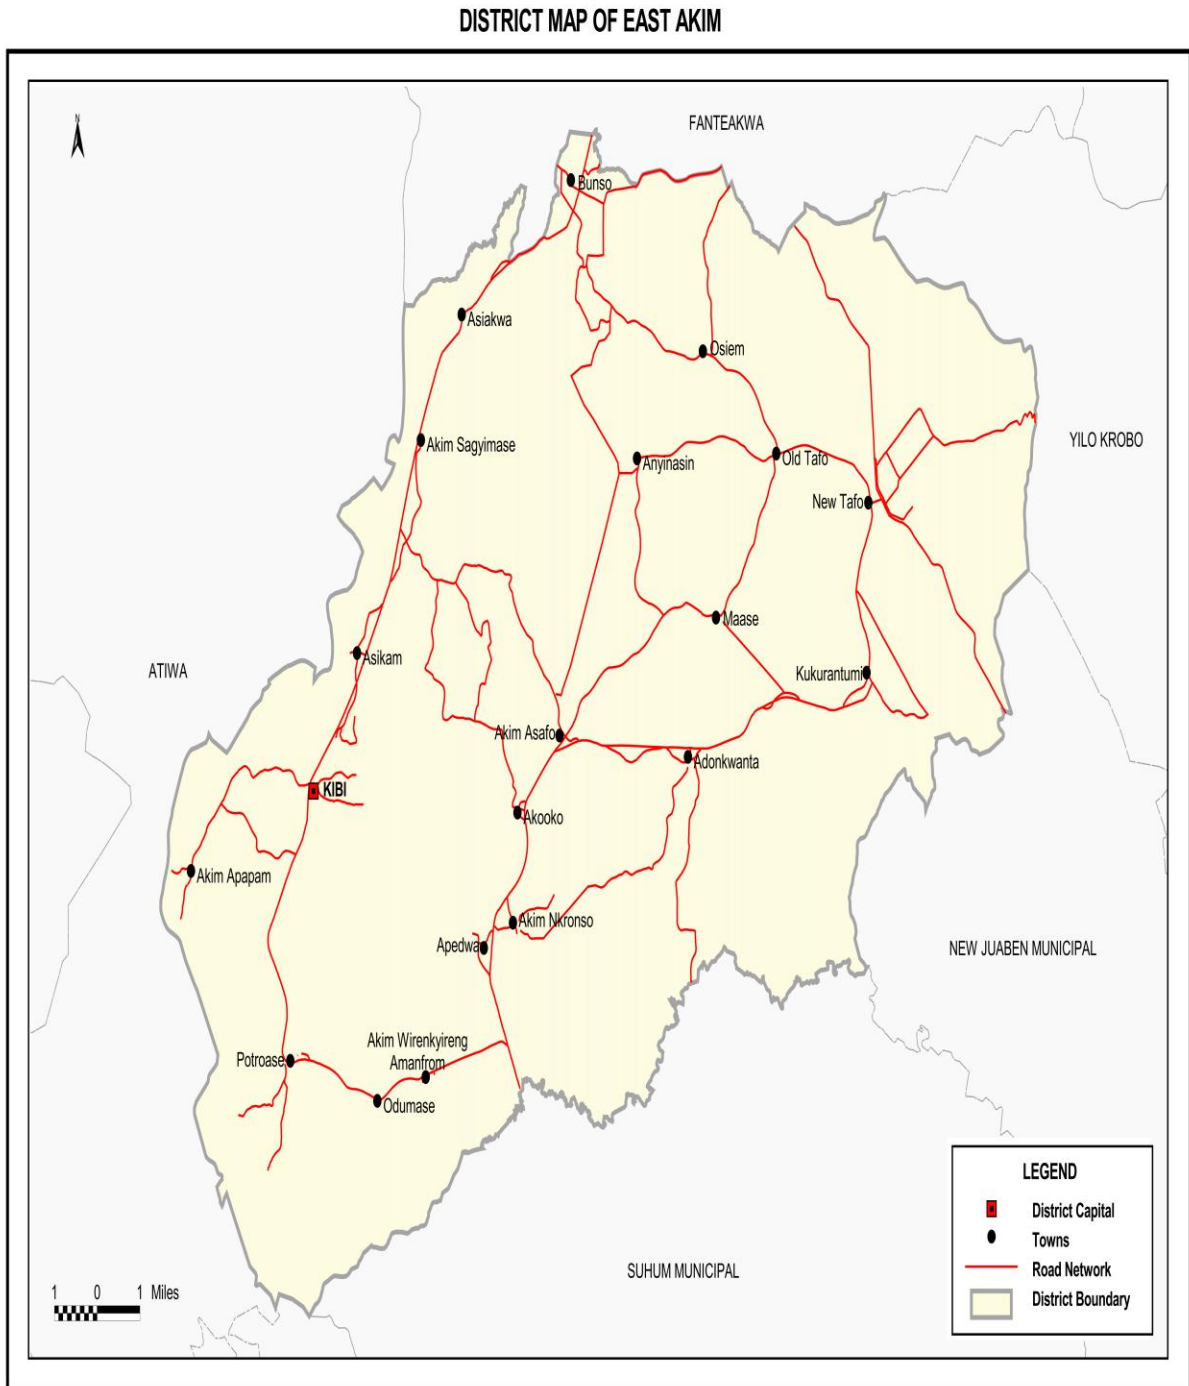 DISTRICT MAP OF EAST AKIM
N
FANTEAKWA
Bunso
Asiakwa
Osiem
Akim Sagyimase
YILO KROBO
Anyinasin
Old Tafo
New Tafo
Maase
Asikam
ATIWA
Kukurantumi
Akim Asafo
Adonkwanta
KIBI
Akooko
Akim Apapam
Akim Nkronso
Apedwa
NEW JUABEN MUNICIPAL
Akim Wirenkyireng
Amanfrom
Potroase
Odumase
SUHUM MUNICIPAL
1 0 1 Miles
LEGEND
District Capital
Towns
Road Network
District Boundary